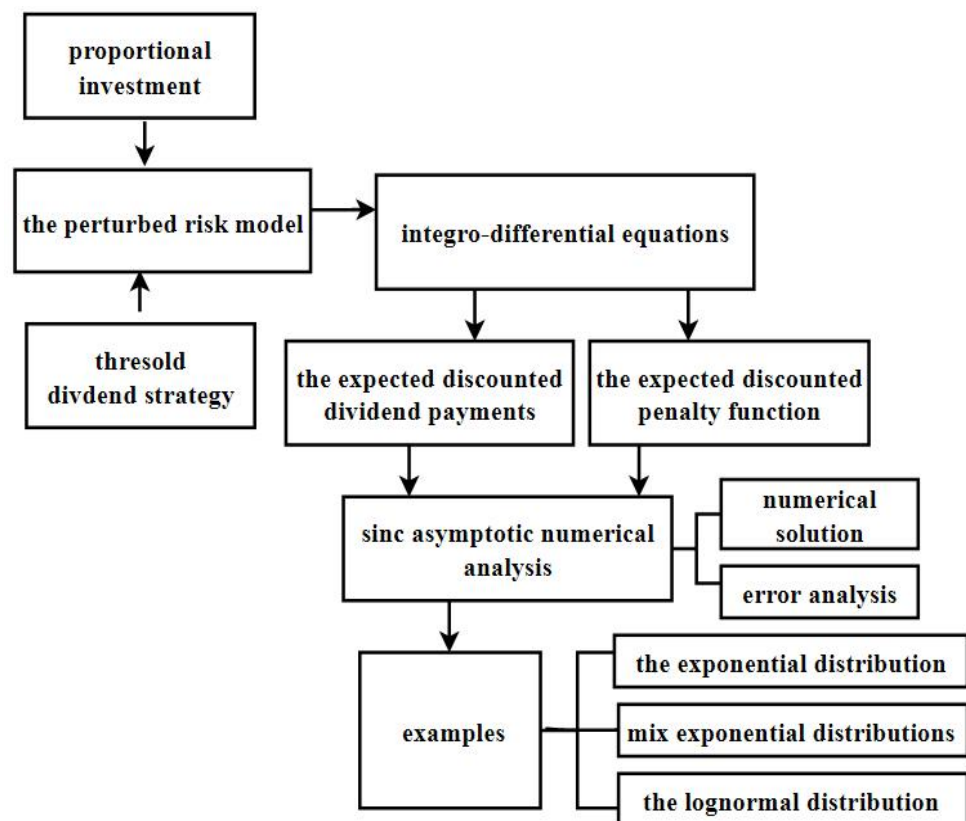 proportional
investment
the perturbed risk model
integro-differential equations
thresold
divdend strategy
the expected discounted
dividend payments
the expected discounted
penalty function
sinc asymptotic numerical
analysis
numerical
solution
error analysis
examples
the exponential distribution
mix exponential distributions
the lognormal distribution